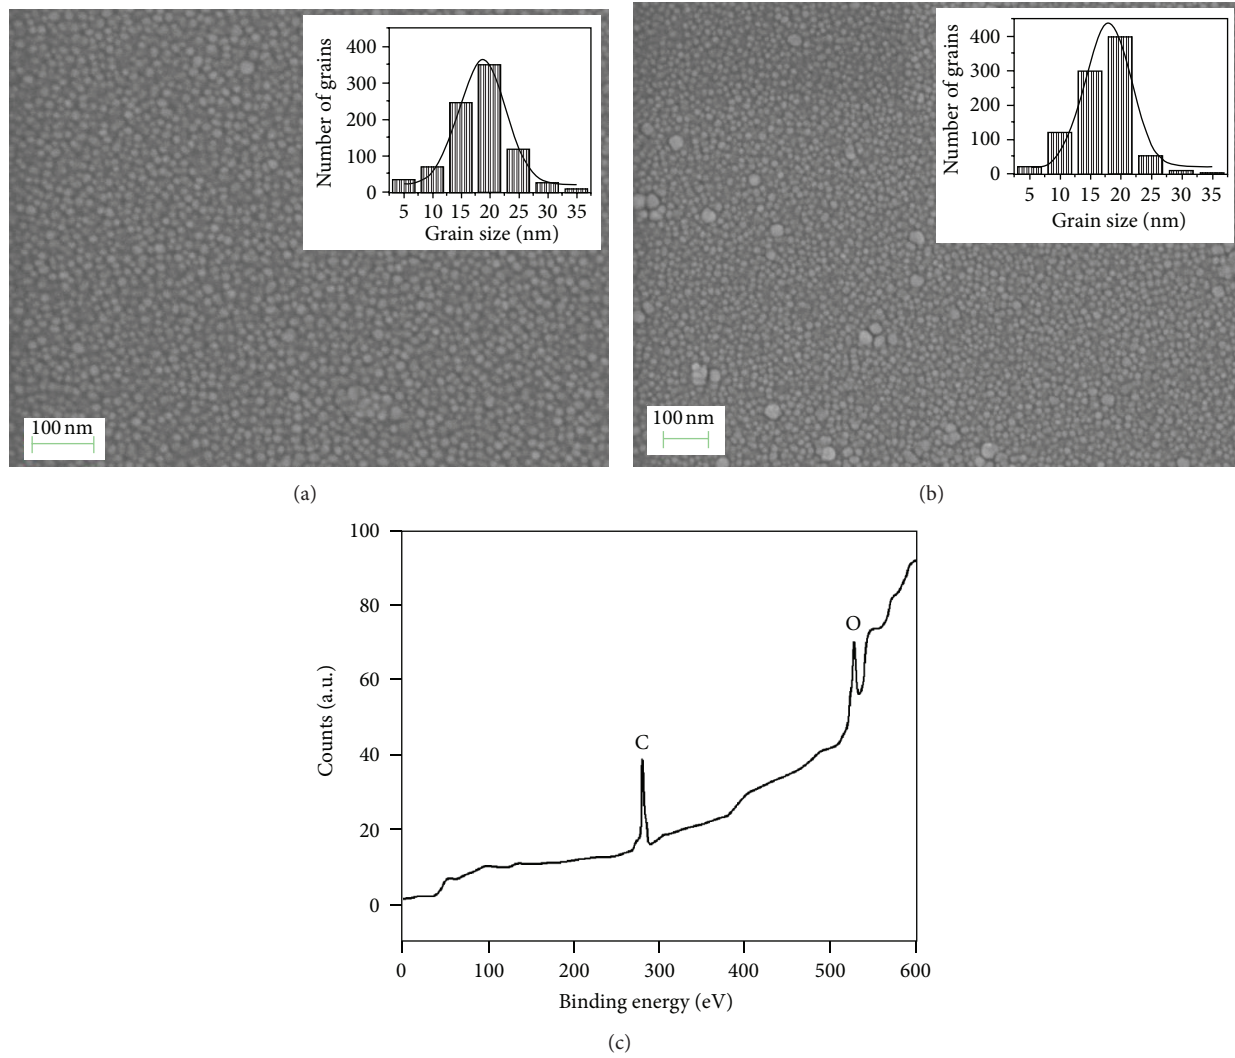 Number of grains
400
300
200
100
0
5 10 15 20 25 30 35
Grain size (nm)
100 nm
(a)
Number of grains
400
300
200
100
0
5 10 15 20 25 30 35
Grain size (nm)
100 nm
(b)
Counts (a.u.)
100
80
60
40
20
0
C
O
0 100 200 300 400 500 600
Binding energy (eV)
(c)